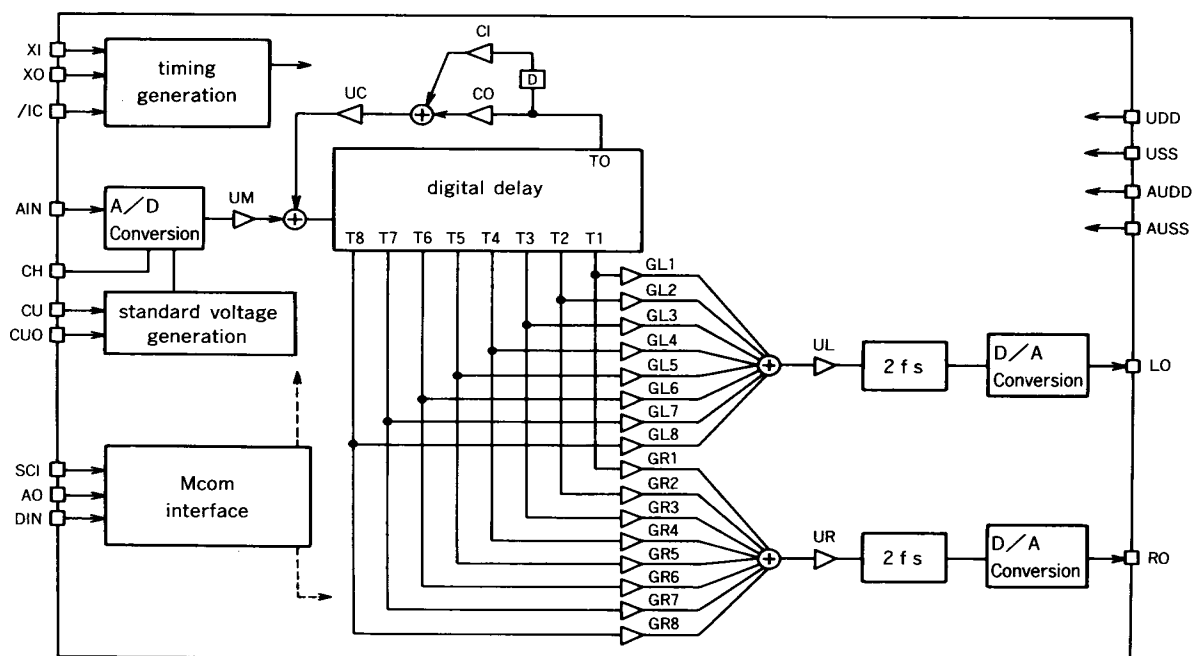 XI
XO
/IC
timing
generation
CI
D
UC
CO
TO
digital delay
T8 T7 T6 T5 T4 T3 T2 T1
AIN
A/D
Conversion
UM
CH
CU
CUO
standard voltage
generation
SCI
AO
DIN
Mcom
interface
GL1
GL2
GL3
GL4
GL5
GL6
GL7
GL8
GR1
GR2
GR3
GR4
GR5
GR6
GR7
GR8
UL
2fs
D/A
Conversion
LO
UR
2fs
D/A
Conversion
RO
UDD
USS
AUDD
AUSS